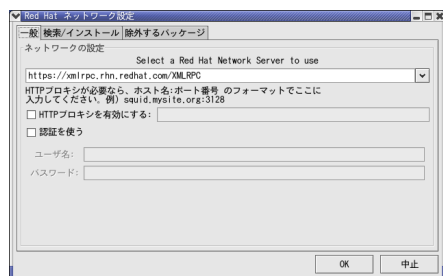 Red Hat ネットワーク設定
一般 検索/インストール 除外するパッケージ
ネットワークの設定
Select a Red Hat Network Server to use
https://xmlrpc.rhn.redhat.com/XMLRPC
HTTPプロキシが必要なら、ホスト名:ポート番号 のフォーマットでここに
入力してください。例) squid.mysite.org:3128
HTTPプロキシを有効にする:
認証を使う
ユーザ名:
パスワード:
OK 中止